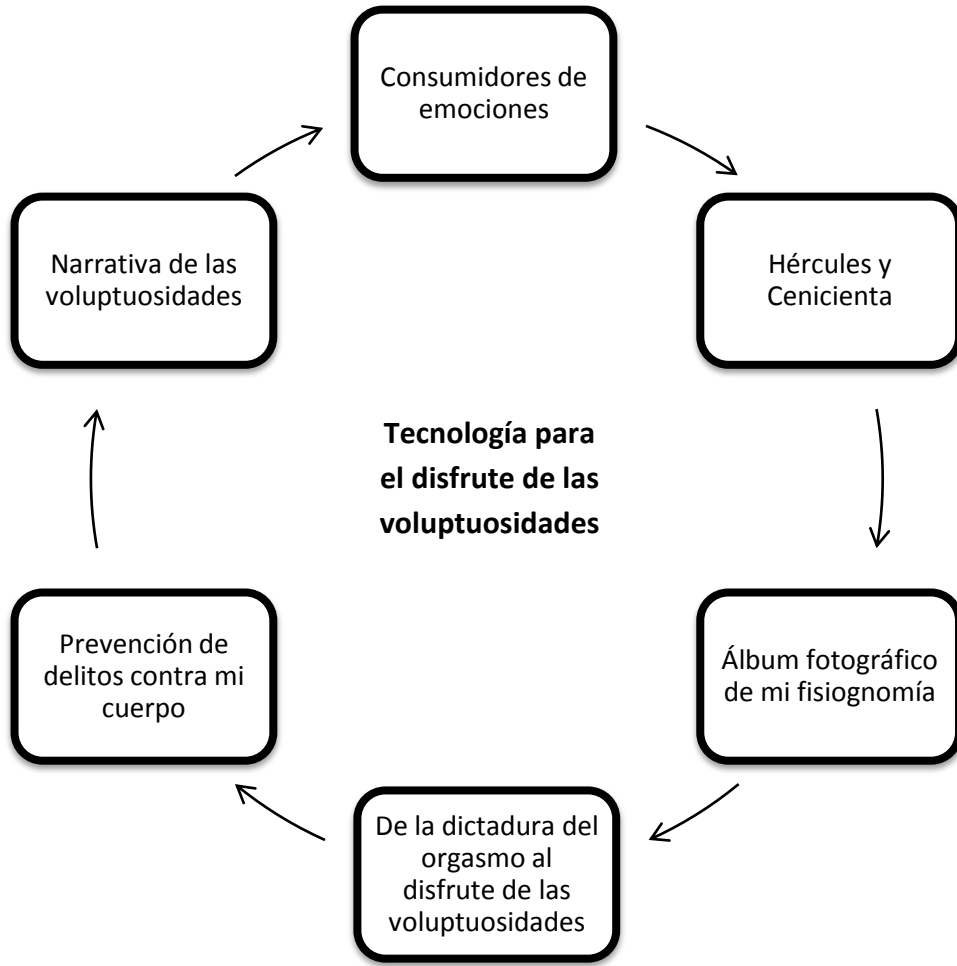 Consumidores de
emociones
Hércules y
Cenicienta
Álbum fotográfico
de mi fisiognomía
De la dictadura del
orgasmo al
disfrute de las
voluptuosidades
Prevención de
delitos contra mi
cuerpo
Narrativa de las
voluptuosidades
Tecnología para
el disfrute de las
voluptuosidades